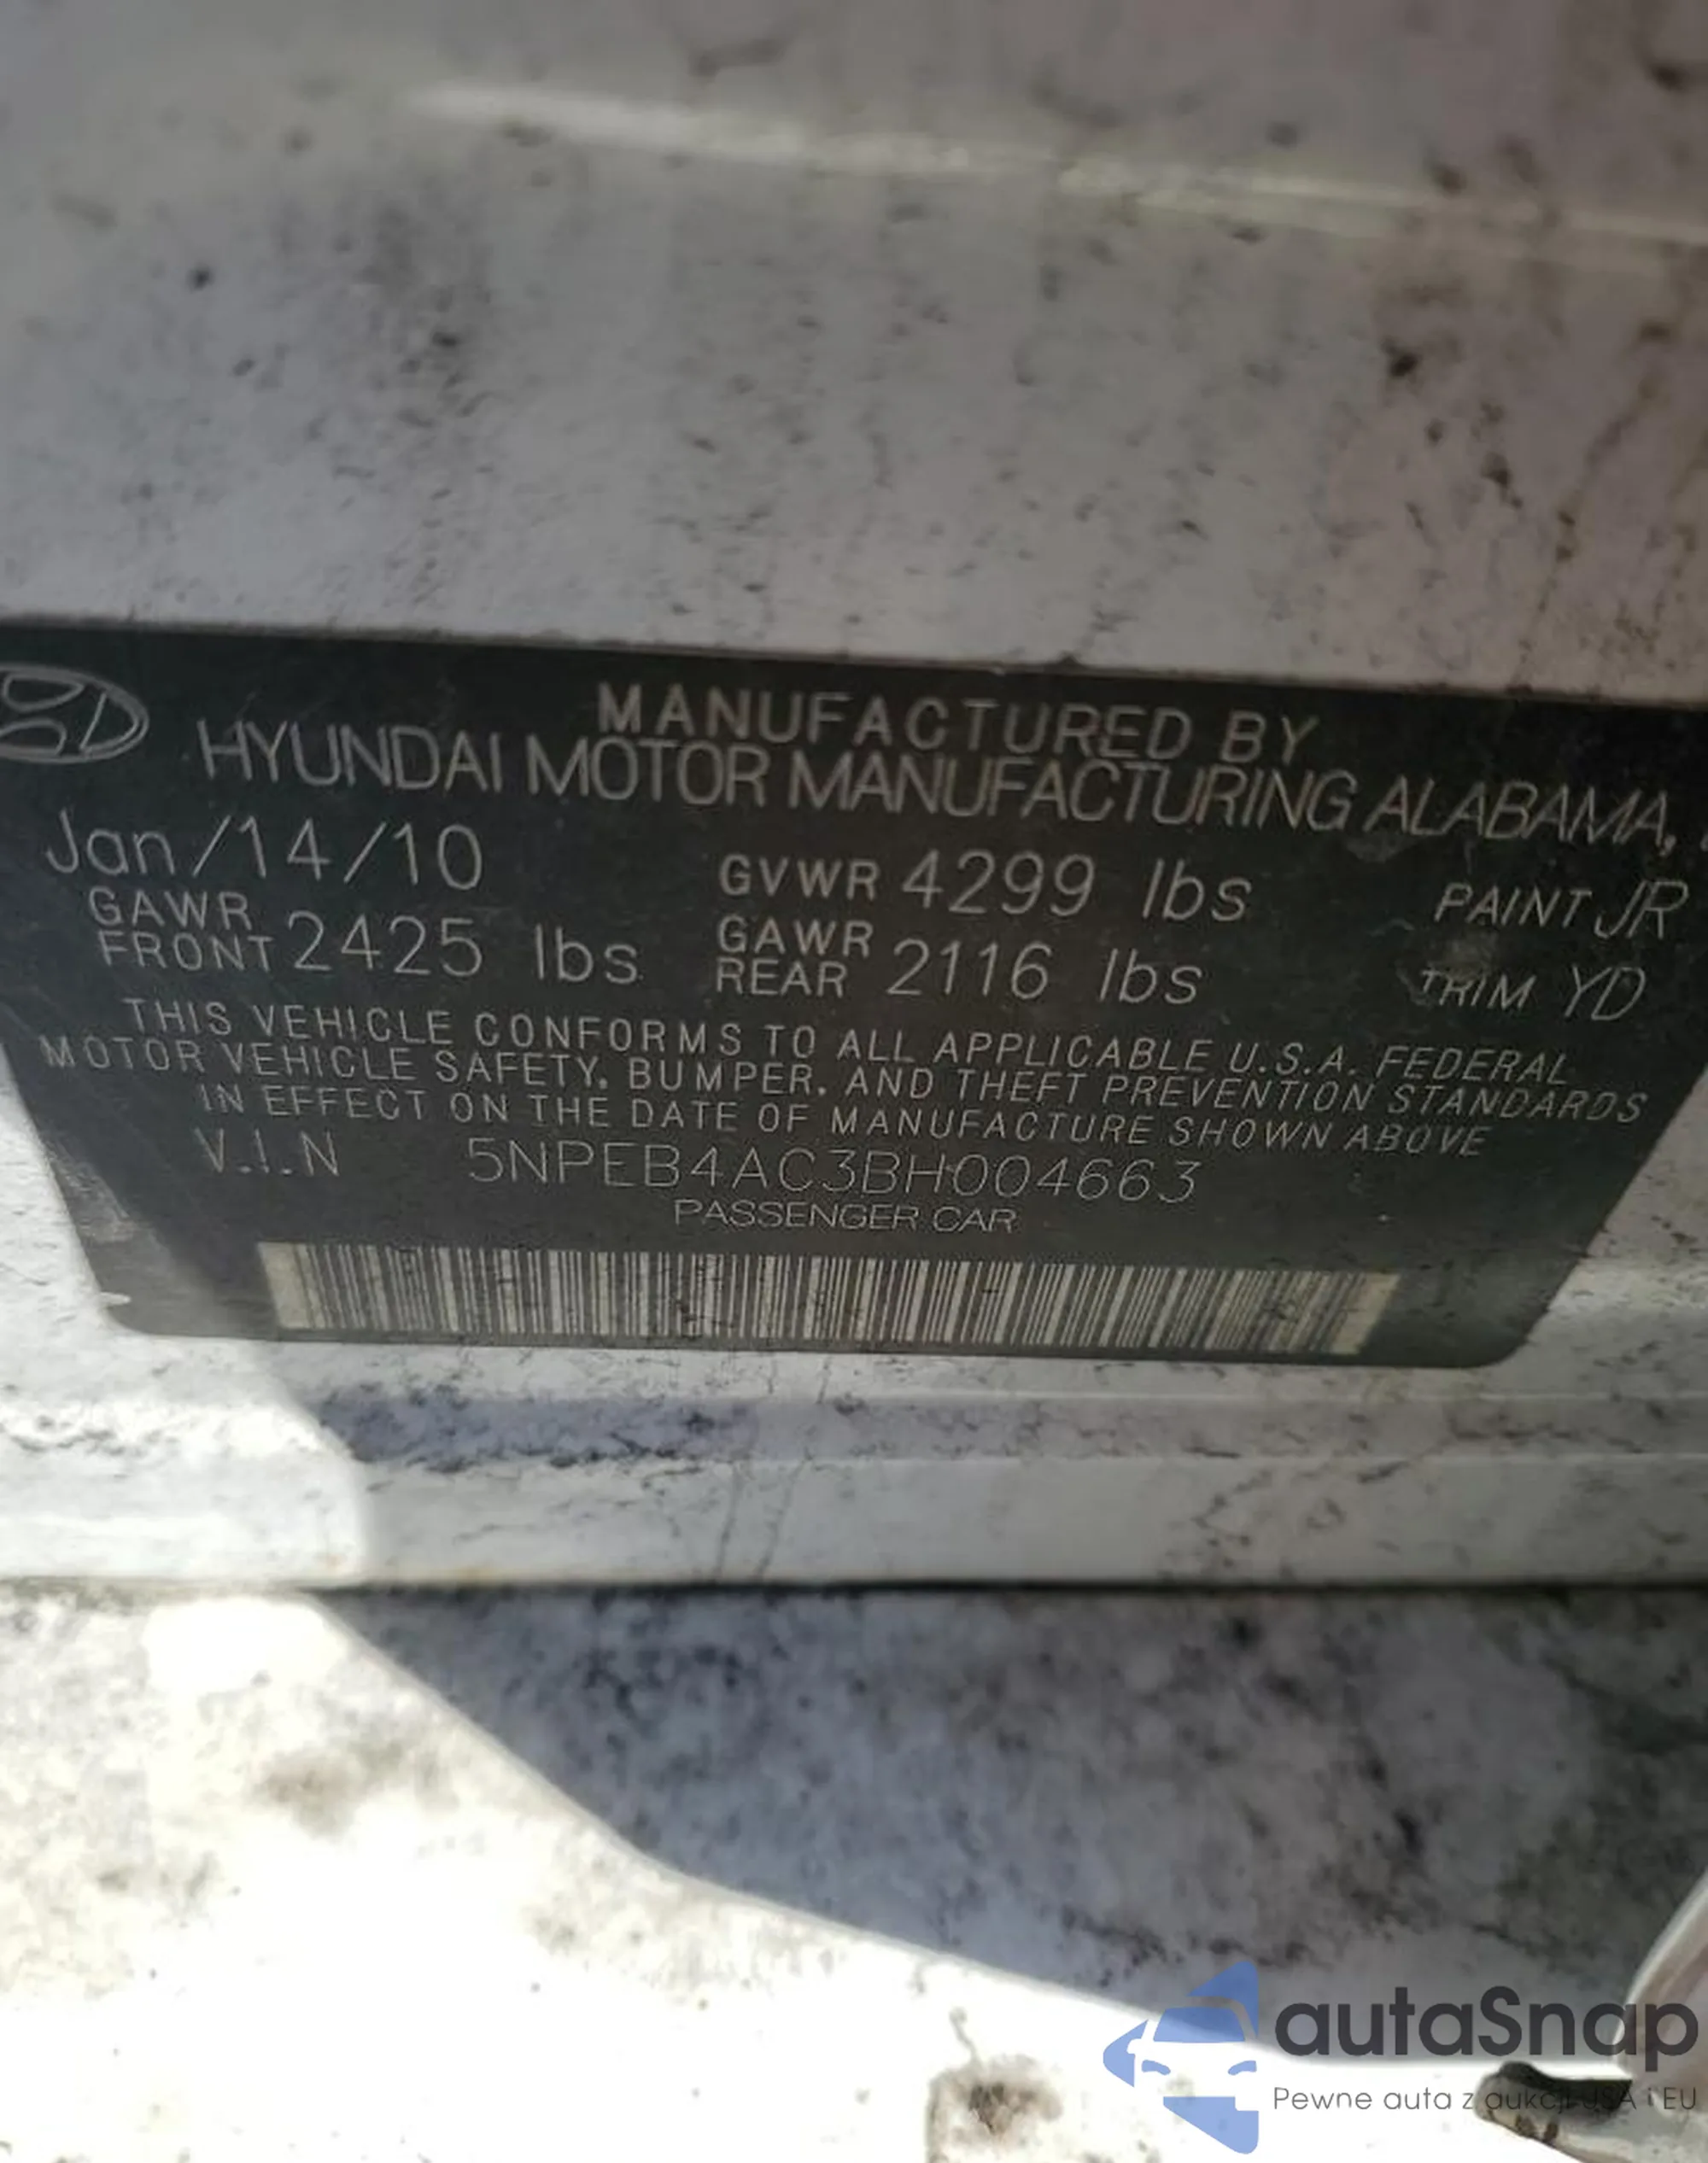 MANUFACTURED BY
HYUNDAI MOTOR MANUFACTURING ALABAMA,
Jan/14/10 GVWR 4299 lbs PAINT JR
GAWR FRONT 2425 lbs GAWR REAR 2116 lbs TRIM YD
THIS VEHICLE CONFORMS TO ALL APPLICABLE U.S.A. FEDERAL
MOTOR VEHICLE SAFETY, BUMPER, AND THEFT PREVENTION STANDARDS
IN EFFECT ON THE DATE OF MANUFACTURE SHOWN ABOVE
V.I.N 5NPEB4AC3BH004663
PASSENGER CAR
autaSnap
Pewne auta z aukcji USA i EU